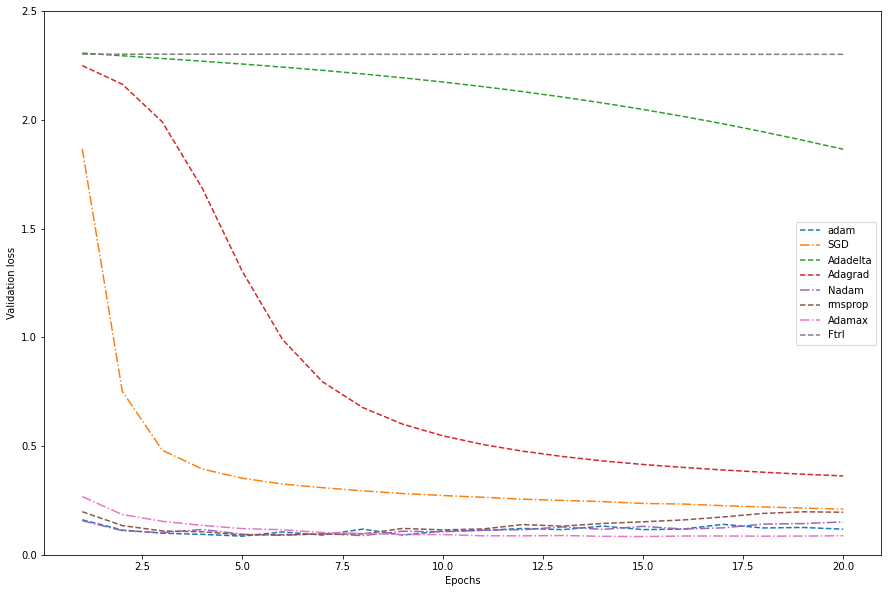 2.5
2.0
1.5
1.0
0.5
0.0
Validation loss
adam
SGD
Adadelta
Adagrad
Nadam
rmsprop
Adamax
Ftrl
2.5
5.0
7.5
10.0
12.5
15.0
17.5
20.0
Epochs